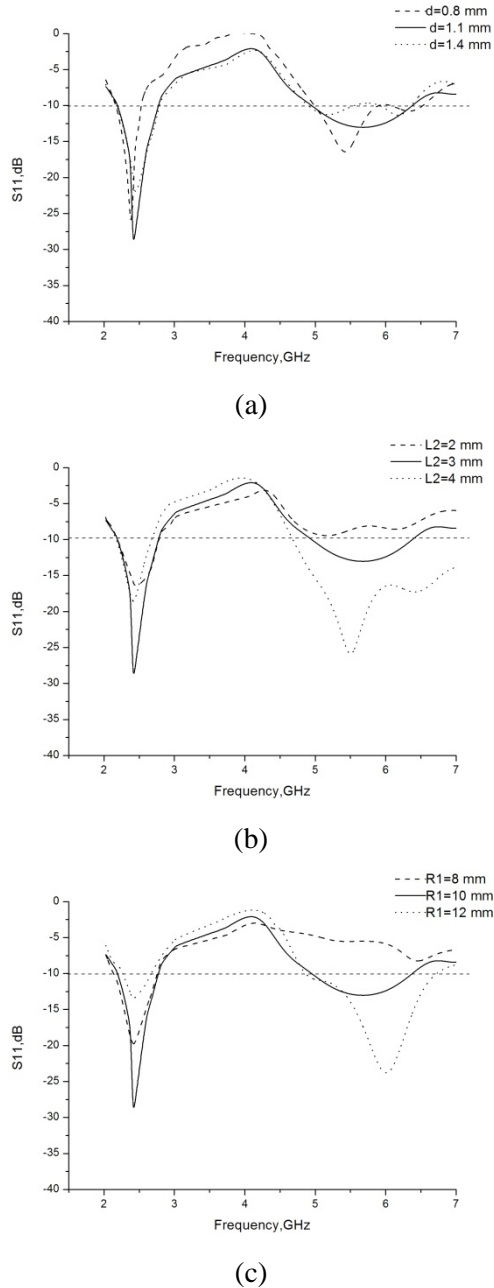 d=0.8 mm
d=1.1 mm
d=1.4 mm
0
-5
-10
-15
-20
-25
-30
-35
-40
S11,dB
2 3 4 5 6 7
Frequency,GHz
(a)
L2=2 mm
L2=3 mm
L2=4 mm
0
-5
-10
-15
-20
-25
-30
-35
-40
S11,dB
2 3 4 5 6 7
Frequency,GHz
(b)
R1=8 mm
R1=10 mm
R1=12 mm
0
-5
-10
-15
-20
-25
-30
-35
-40
S11,dB
2 3 4 5 6 7
Frequency,GHz
(c)